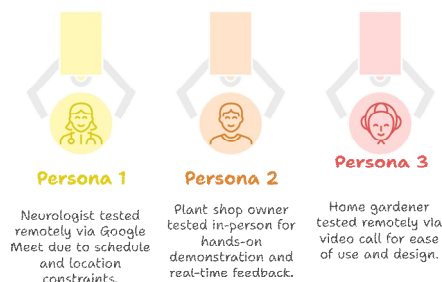 Persona 1
Neurologist tested
remotely via Google
Meet due to schedule
and location
constraints.
Persona 2
Plant shop owner
tested in-person for
hands-on
demonstration and
real-time feedback.
Persona 3
Home gardener
tested remotely via
video call for ease
of use and design.